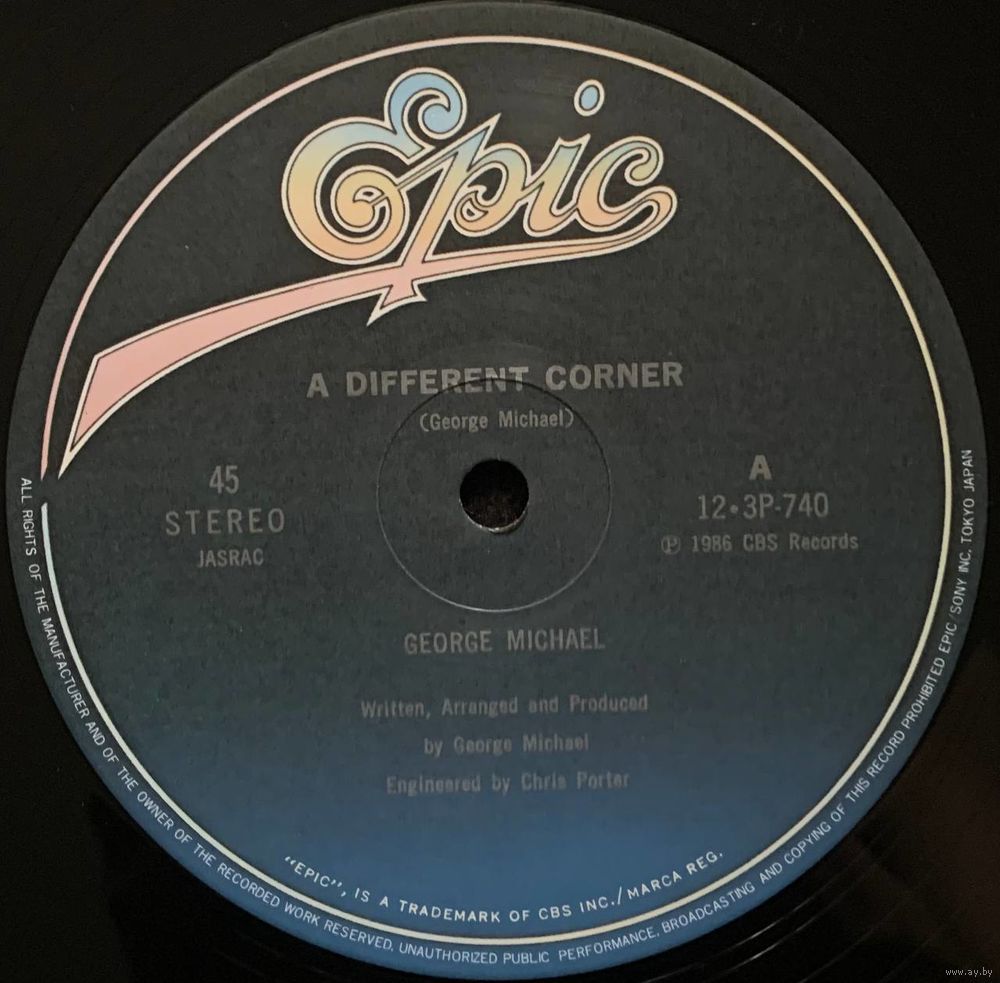 Epic
A DIFFERENT CORNER
(George Michael)
45
STEREO
JASRAC
A
12•3P-740
Ⓟ 1986 CBS Records
GEORGE MICHAEL
Written, Arranged and Produced
by George Michael
Engineered by Chris Porter
"EPIC", IS A TRADEMARK OF CBS INC./MARCA REG.
ALL RIGHTS OF THE MANUFACTURER AND OF THE OWNER OF THE RECORDED WORK RESERVED. UNAUTHORIZED PUBLIC PERFORMANCE, BROADCASTING AND COPYING OF THIS RECORD PROHIBITED EPIC/SONY INC. TOKYO JAPAN
www.ay.by